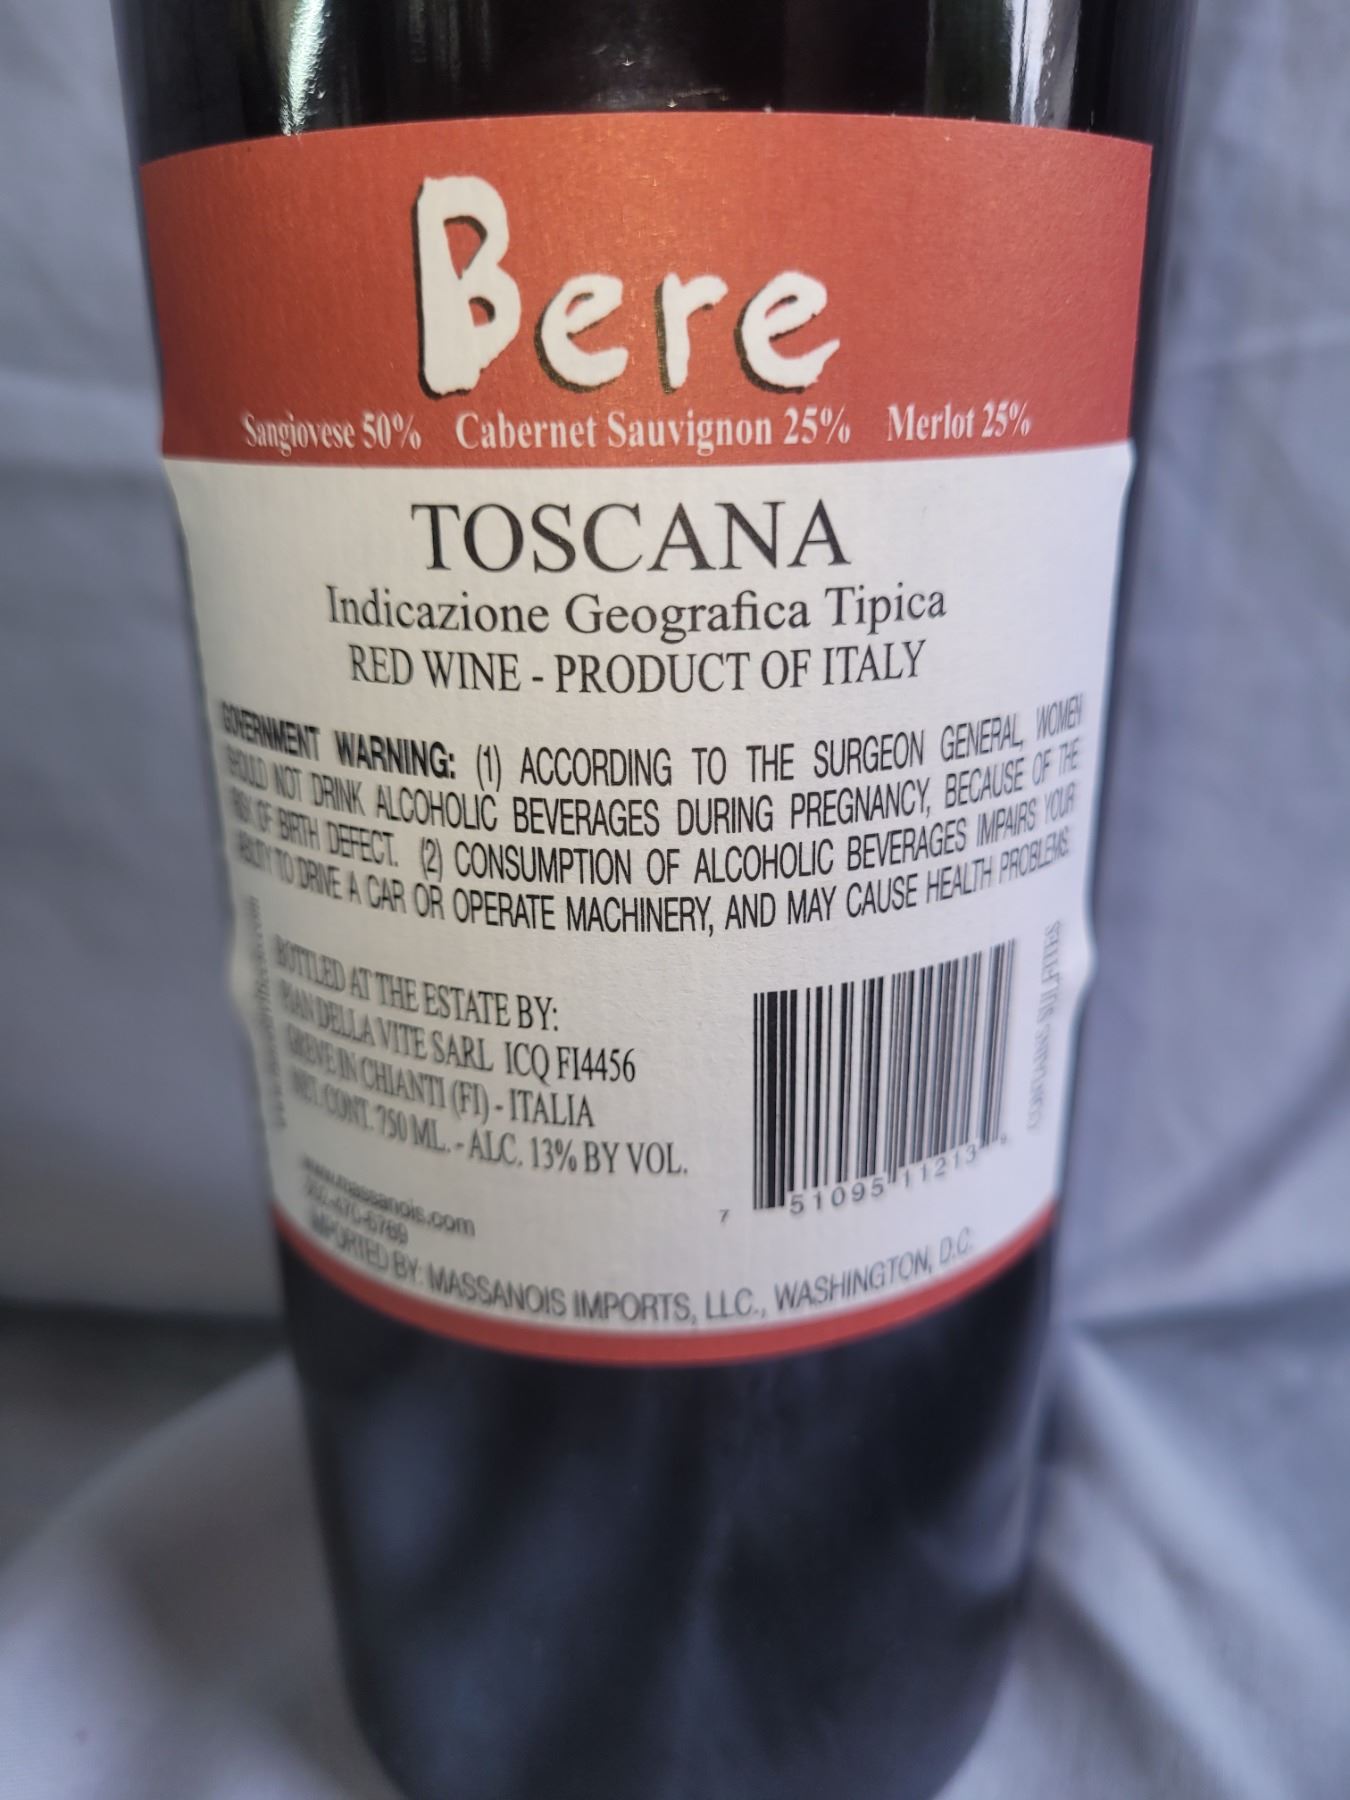 Bere
Sangiovese 50% Cabernet Sauvignon 25% Merlot 25%
TOSCANA
Indicazione Geografica Tipica
RED WINE - PRODUCT OF ITALY
GOVERNMENT WARNING: (1) ACCORDING TO THE SURGEON GENERAL, WOMEN
SHOULD NOT DRINK ALCOHOLIC BEVERAGES DURING PREGNANCY, BECAUSE OF THE
RISK OF BIRTH DEFECT. (2) CONSUMPTION OF ALCOHOLIC BEVERAGES IMPAIRS YOUR
ABILITY TO DRIVE A CAR OR OPERATE MACHINERY, AND MAY CAUSE HEALTH PROBLEMS.
BOTTLED AT THE ESTATE BY:
PIAN DELLA VITE SARL ICQ FI4456
GREVE IN CHIANTI (FI) - ITALIA
NET. CONT. 750 ML. - ALC. 13% BY VOL.
www.massanois.com
IMPORTED BY: MASSANOIS IMPORTS, LLC., WASHINGTON, D.C.
7 51095 11213 9
CONTAINS SULFITES